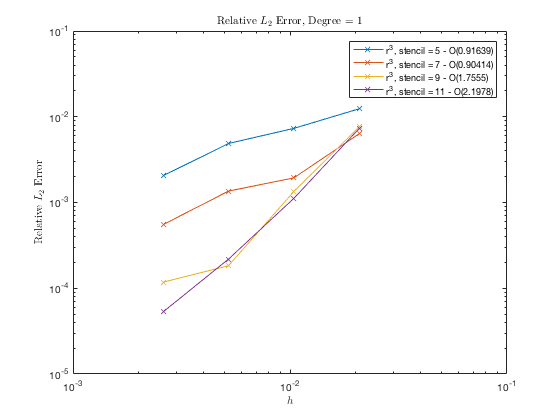 Relative L₂ Error, Degree = 1
10⁻¹
r³, stencil = 5 - O(0.91639)
r³, stencil = 7 - O(0.90414)
r³, stencil = 9 - O(1.7555)
r³, stencil = 11 - O(2.1978)
10⁻²
Relative L₂ Error
10⁻³
10⁻⁴
10⁻⁵
10⁻³ 10⁻² 10⁻¹
h